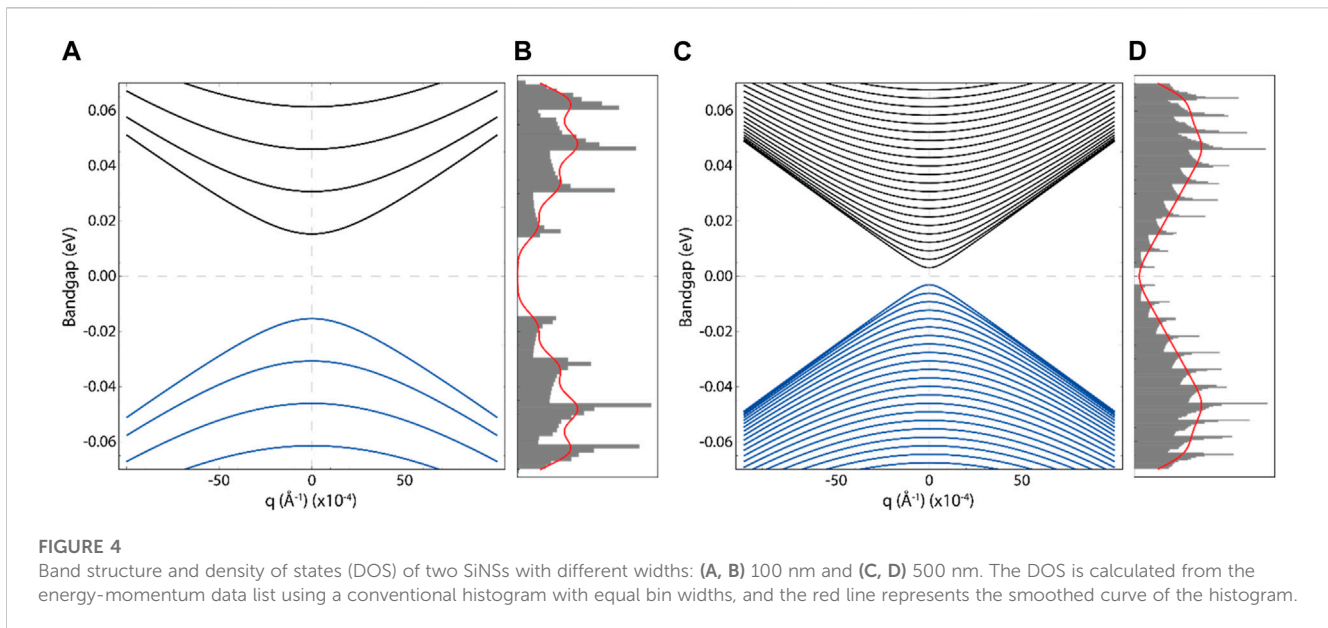 A
B
C
D
0.06
0.04
0.02
0.00
-0.02
-0.04
-0.06
Bandgap (eV)
-50
0
50
q (Å-1) (x10-4)
0.06
0.04
0.02
0.00
-0.02
-0.04
-0.06
Bandgap (eV)
-50
0
50
q (Å-1) (x10-4)
FIGURE 4
Band structure and density of states (DOS) of two SiNSs with different widths: (A, B) 100 nm and (C, D) 500 nm. The DOS is calculated from the
energy-momentum data list using a conventional histogram with equal bin widths, and the red line represents the smoothed curve of the histogram.